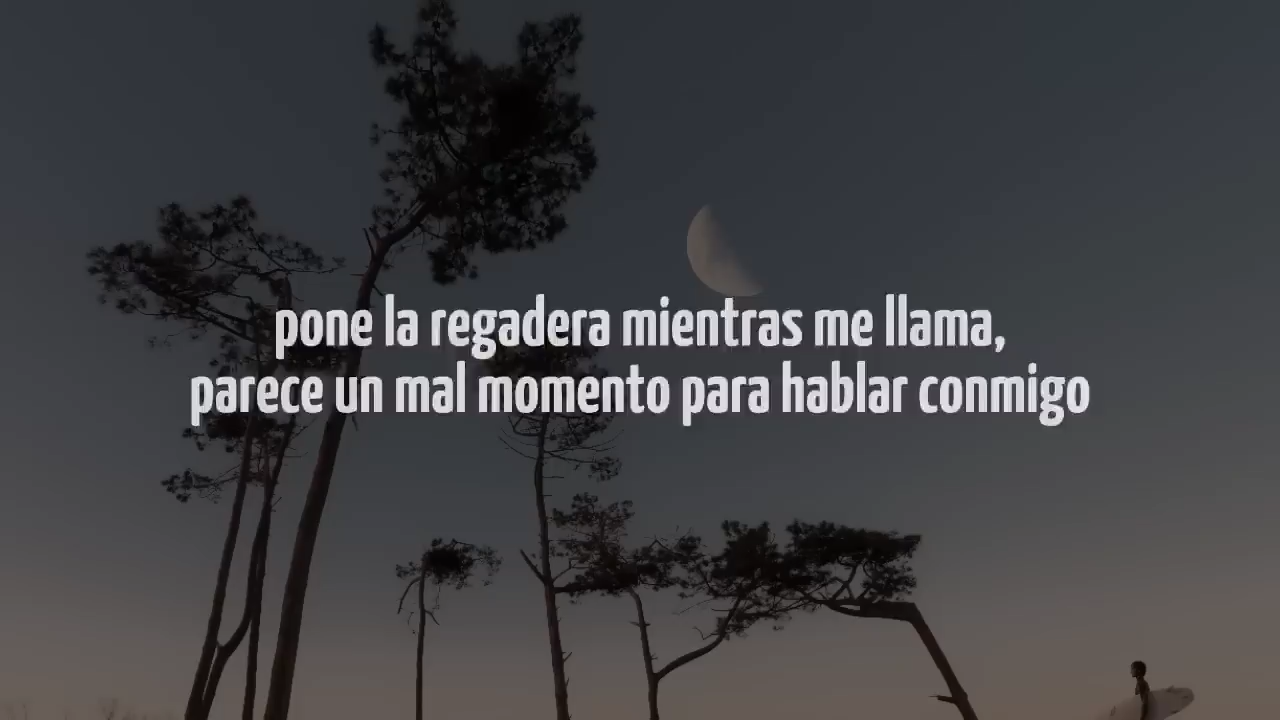 pone la regadera mientras me llama,
parece un mal momento para hablar conmigo